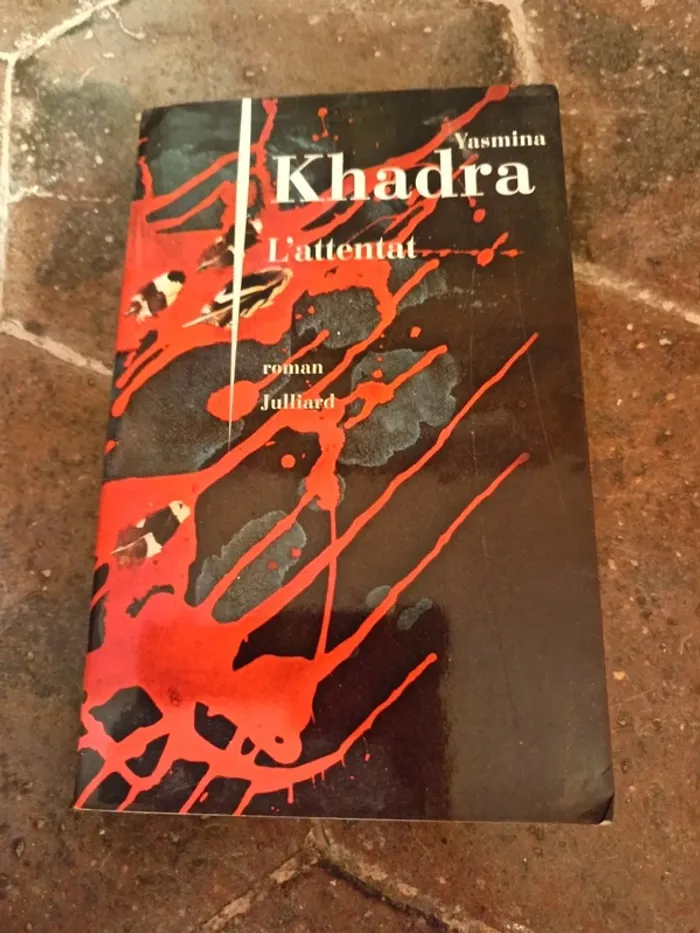 Yasmina
Khadra
L'attentat
roman
Julliard